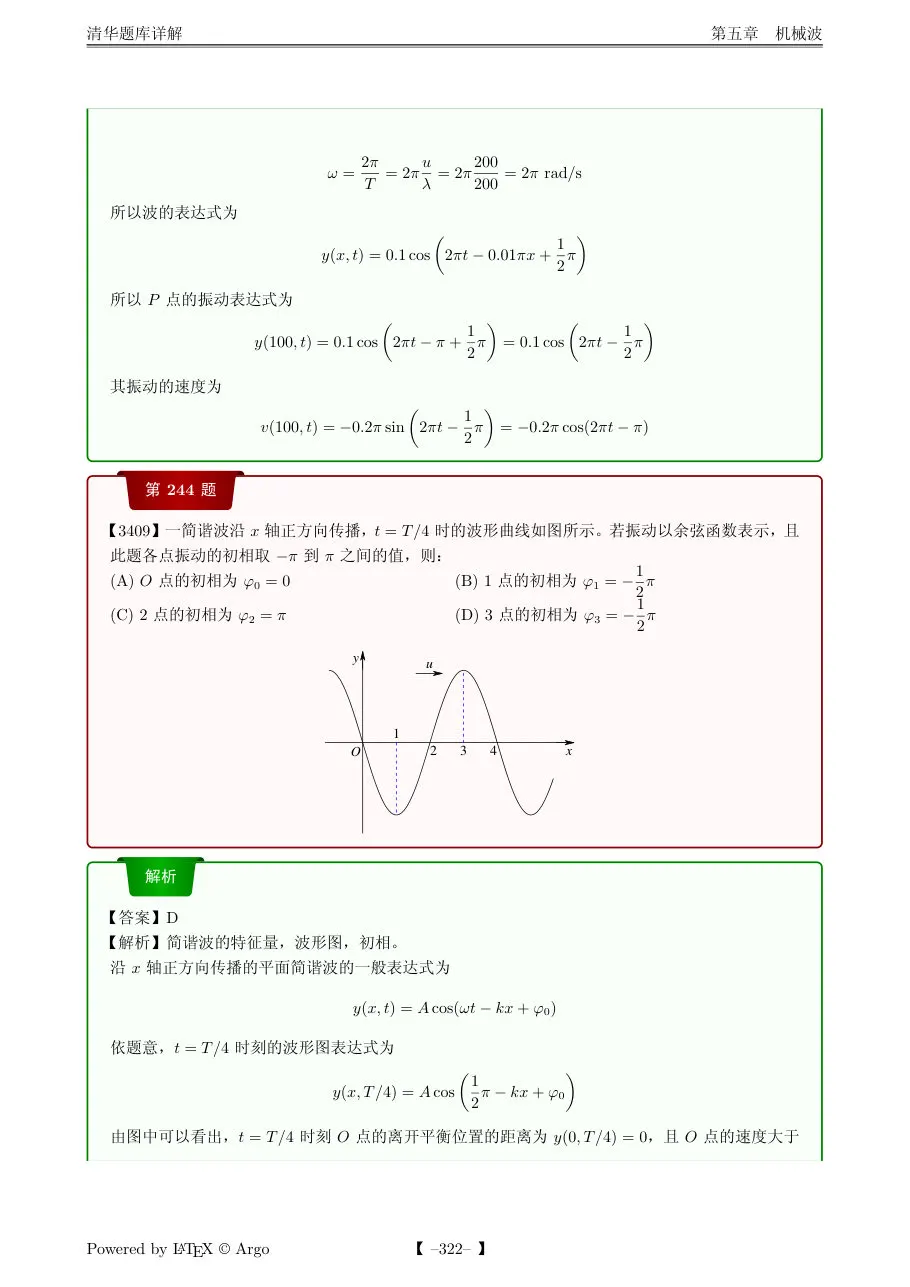 清华题库详解 第五章 机械波
ω = 2π/T = 2π u/λ = 2π 200/200 = 2π rad/s
所以波的表达式为
y(x, t) = 0.1 cos (2πt − 0.01πx + 1/2 π)
所以 P 点的振动表达式为
y(100, t) = 0.1 cos (2πt − π + 1/2 π) = 0.1 cos (2πt − 1/2 π)
其振动的速度为
v(100, t) = −0.2π sin (2πt − 1/2 π) = −0.2π cos(2πt − π)
第 244 题
【3409】一简谐波沿 x 轴正方向传播，t = T/4 时的波形曲线如图所示。若振动以余弦函数表示，且
此题各点振动的初相取 −π 到 π 之间的值，则：
(A) O 点的初相为 φ₀ = 0 (B) 1 点的初相为 φ₁ = −1/2 π
(C) 2 点的初相为 φ₂ = π (D) 3 点的初相为 φ₃ = −1/2 π
y
u
1
O 2 3 4 x
解析
【答案】D
【解析】简谐波的特征量，波形图，初相。
沿 x 轴正方向传播的平面简谐波的一般表达式为
y(x, t) = A cos(ωt − kx + φ₀)
依题意，t = T/4 时刻的波形图表达式为
y(x, T/4) = A cos (1/2 π − kx + φ₀)
由图中可以看出，t = T/4 时刻 O 点的离开平衡位置的距离为 y(0, T/4) = 0，且 O 点的速度大于
Powered by LATEX © Argo 【 –322– 】